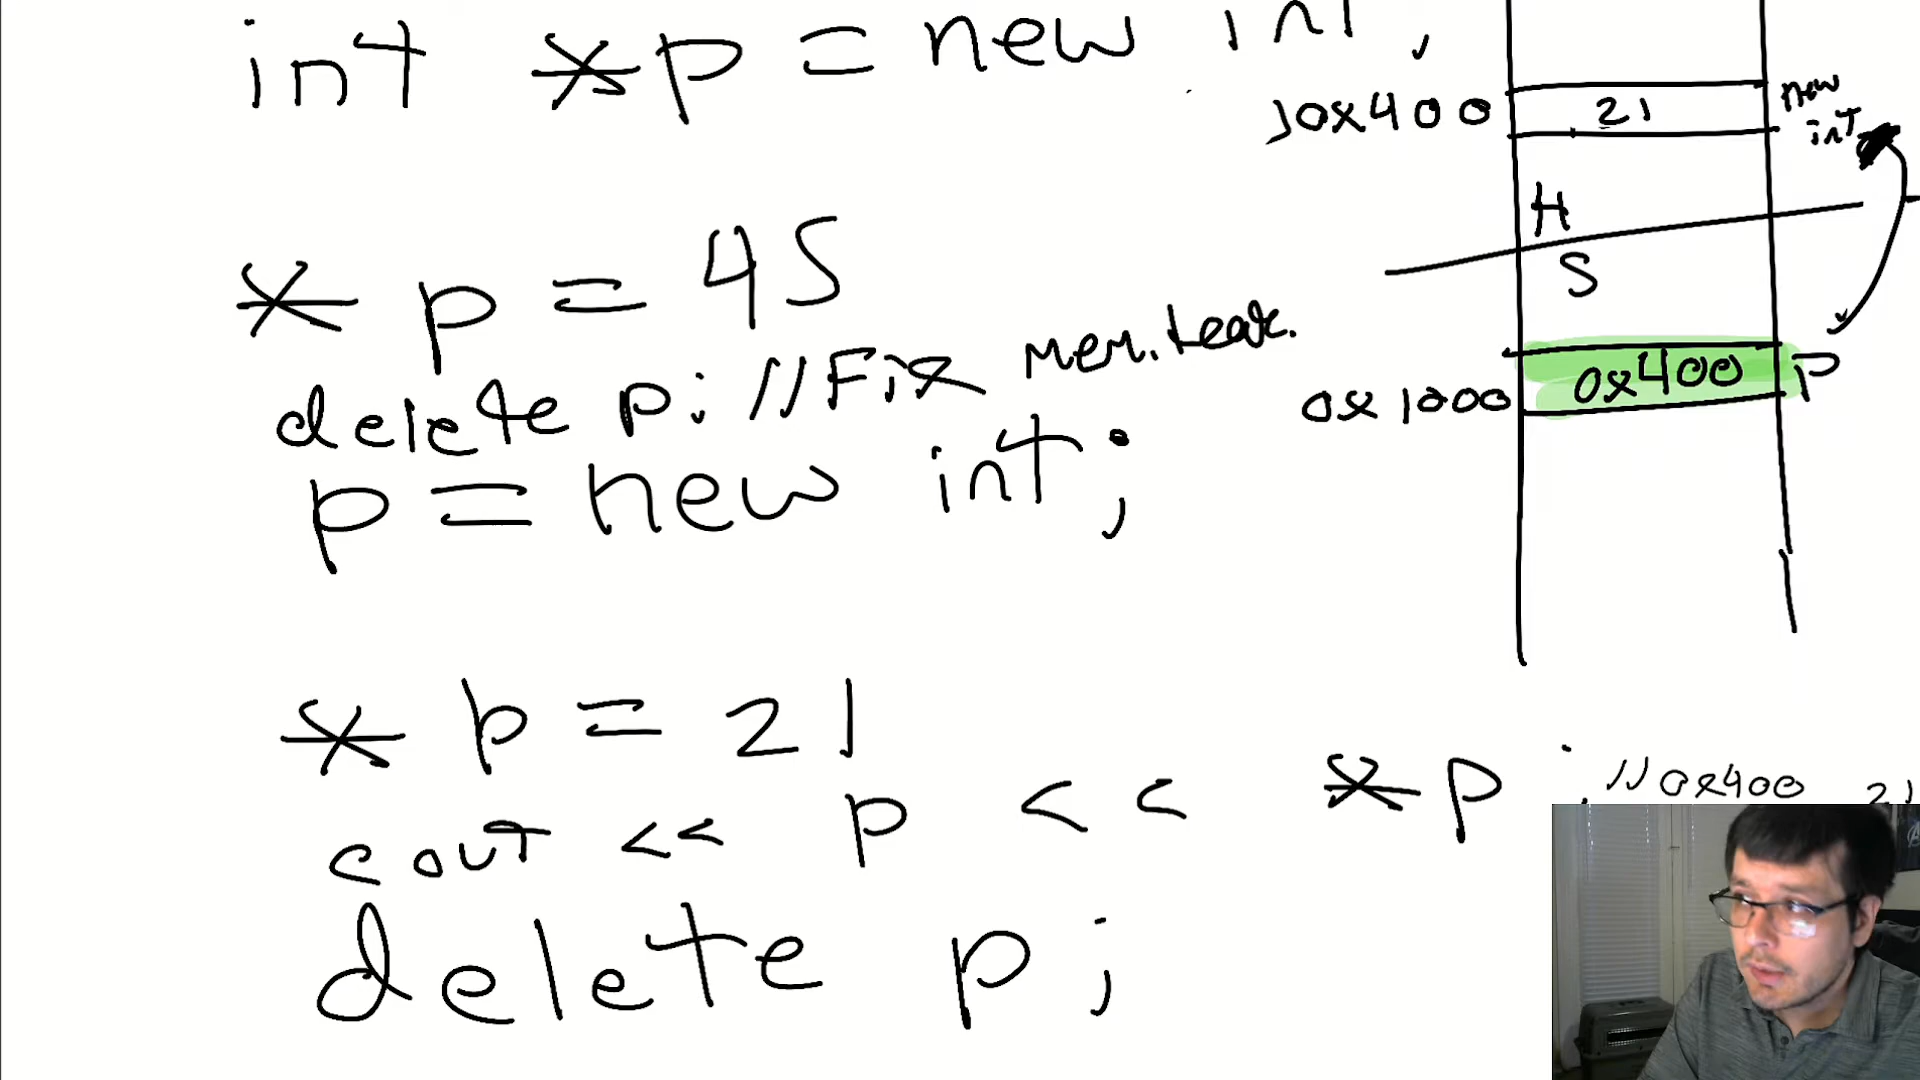 int *p = new int;
*p = 45
delete p; // Fix mem. leak.
p = new int;
*p = 21
cout << p << *p; // 0x400 21
delete p;
10x400 21 new
int
H
S
0x1000 0x400 P